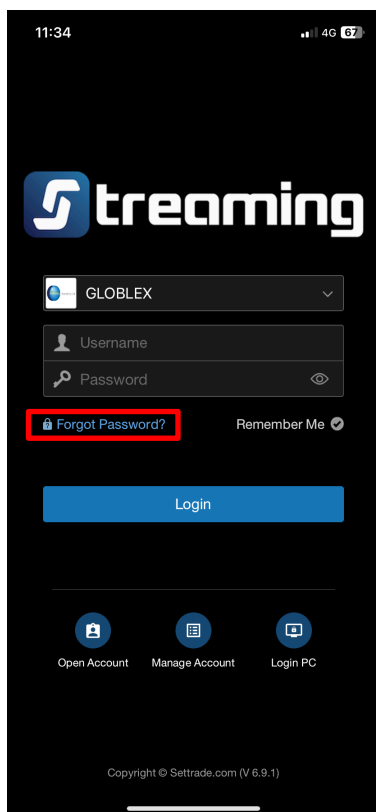 11:34 4G 67
Streaming
GLOBLEX
Username
Password
Forgot Password? Remember Me
Login
Open Account Manage Account Login PC
Copyright © Settrade.com (V 6.9.1)